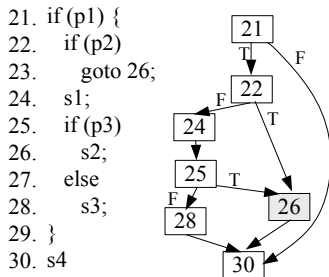 21. if (p1) {
22. if (p2)
23. goto 26;
24. s1;
25. if (p3)
26. s2;
27. else
28. s3;
29. }
30. s4
21
T
F
22
F
T
24
25
T
F
28
26
30